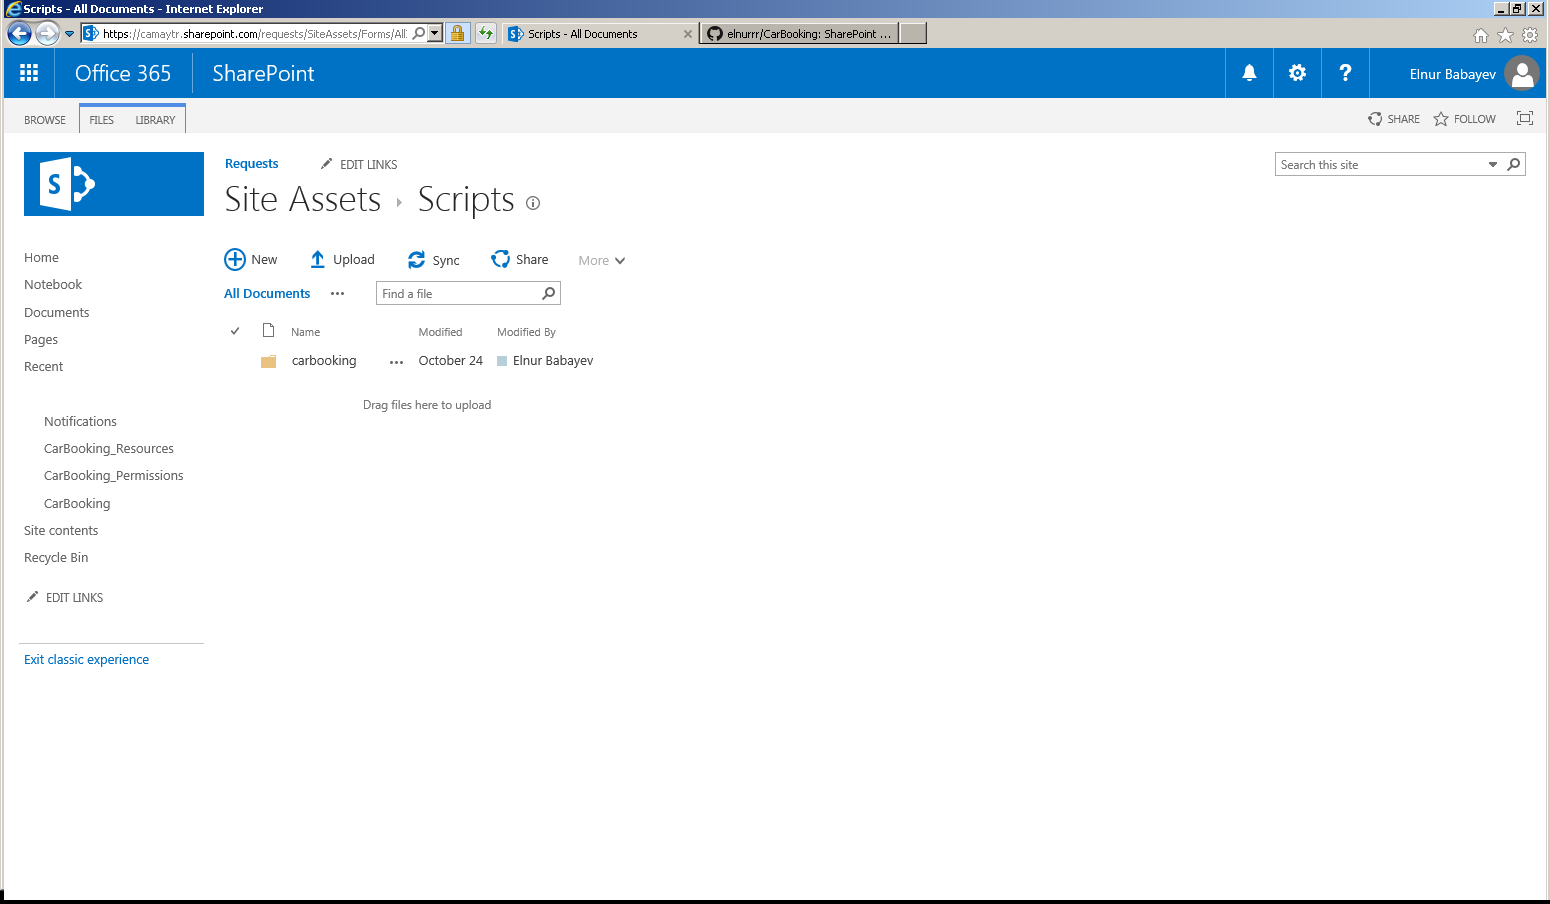 Scripts - All Documents - Internet Explorer
https://camaytr.sharepoint.com/requests/SiteAssets/Forms/All
Scripts - All Documents
elnurrr/CarBooking: SharePoint ...
Office 365
SharePoint
Elnur Babayev
BROWSE
FILES
LIBRARY
SHARE
FOLLOW
Requests
EDIT LINKS
Search this site
Site Assets
Scripts
New
Upload
Sync
Share
More
All Documents
Find a file
Name
Modified
Modified By
carbooking
October 24
Elnur Babayev
Drag files here to upload
Home
Notebook
Documents
Pages
Recent
Notifications
CarBooking_Resources
CarBooking_Permissions
CarBooking
Site contents
Recycle Bin
EDIT LINKS
Exit classic experience